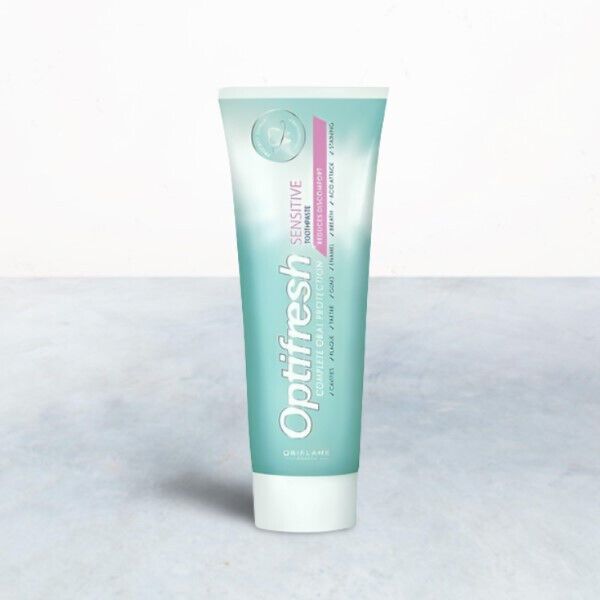 Optifresh
SENSITIVE
TOOTHPASTE
REDUCES DISCOMFORT
COMPLETE ORAL PROTECTION
✓ CAVITIES ✓ PLAQUE ✓ TARTAR ✓ GUMS ✓ ENAMEL ✓ BREATH ✓ ACID ATTACK ✓ STAINING
ORIFLAME